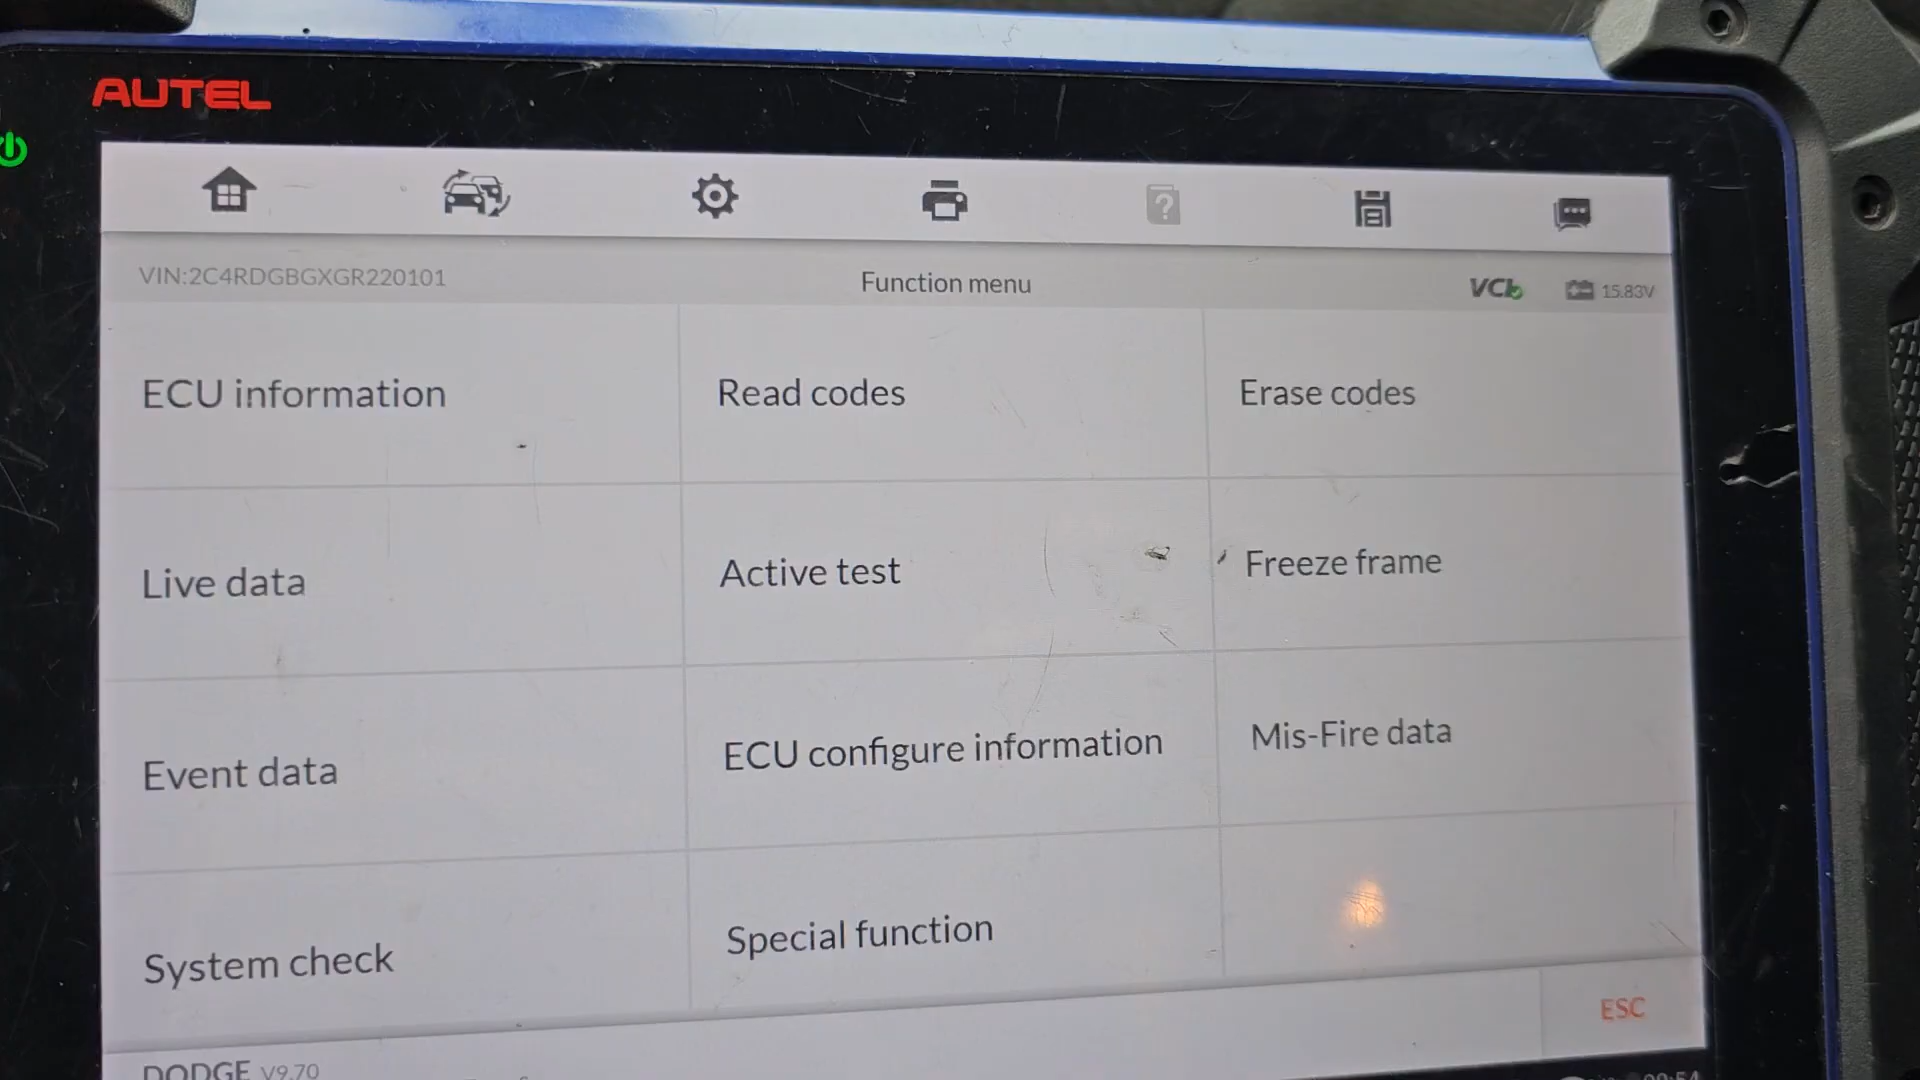 AUTEL
VIN:2C4RDGBGXGR220101
Function menu
VCI
15.83V
ECU information
Read codes
Erase codes
Live data
Active test
Freeze frame
Event data
ECU configure information
Mis-Fire data
System check
Special function
ESC
DODGE V9.70